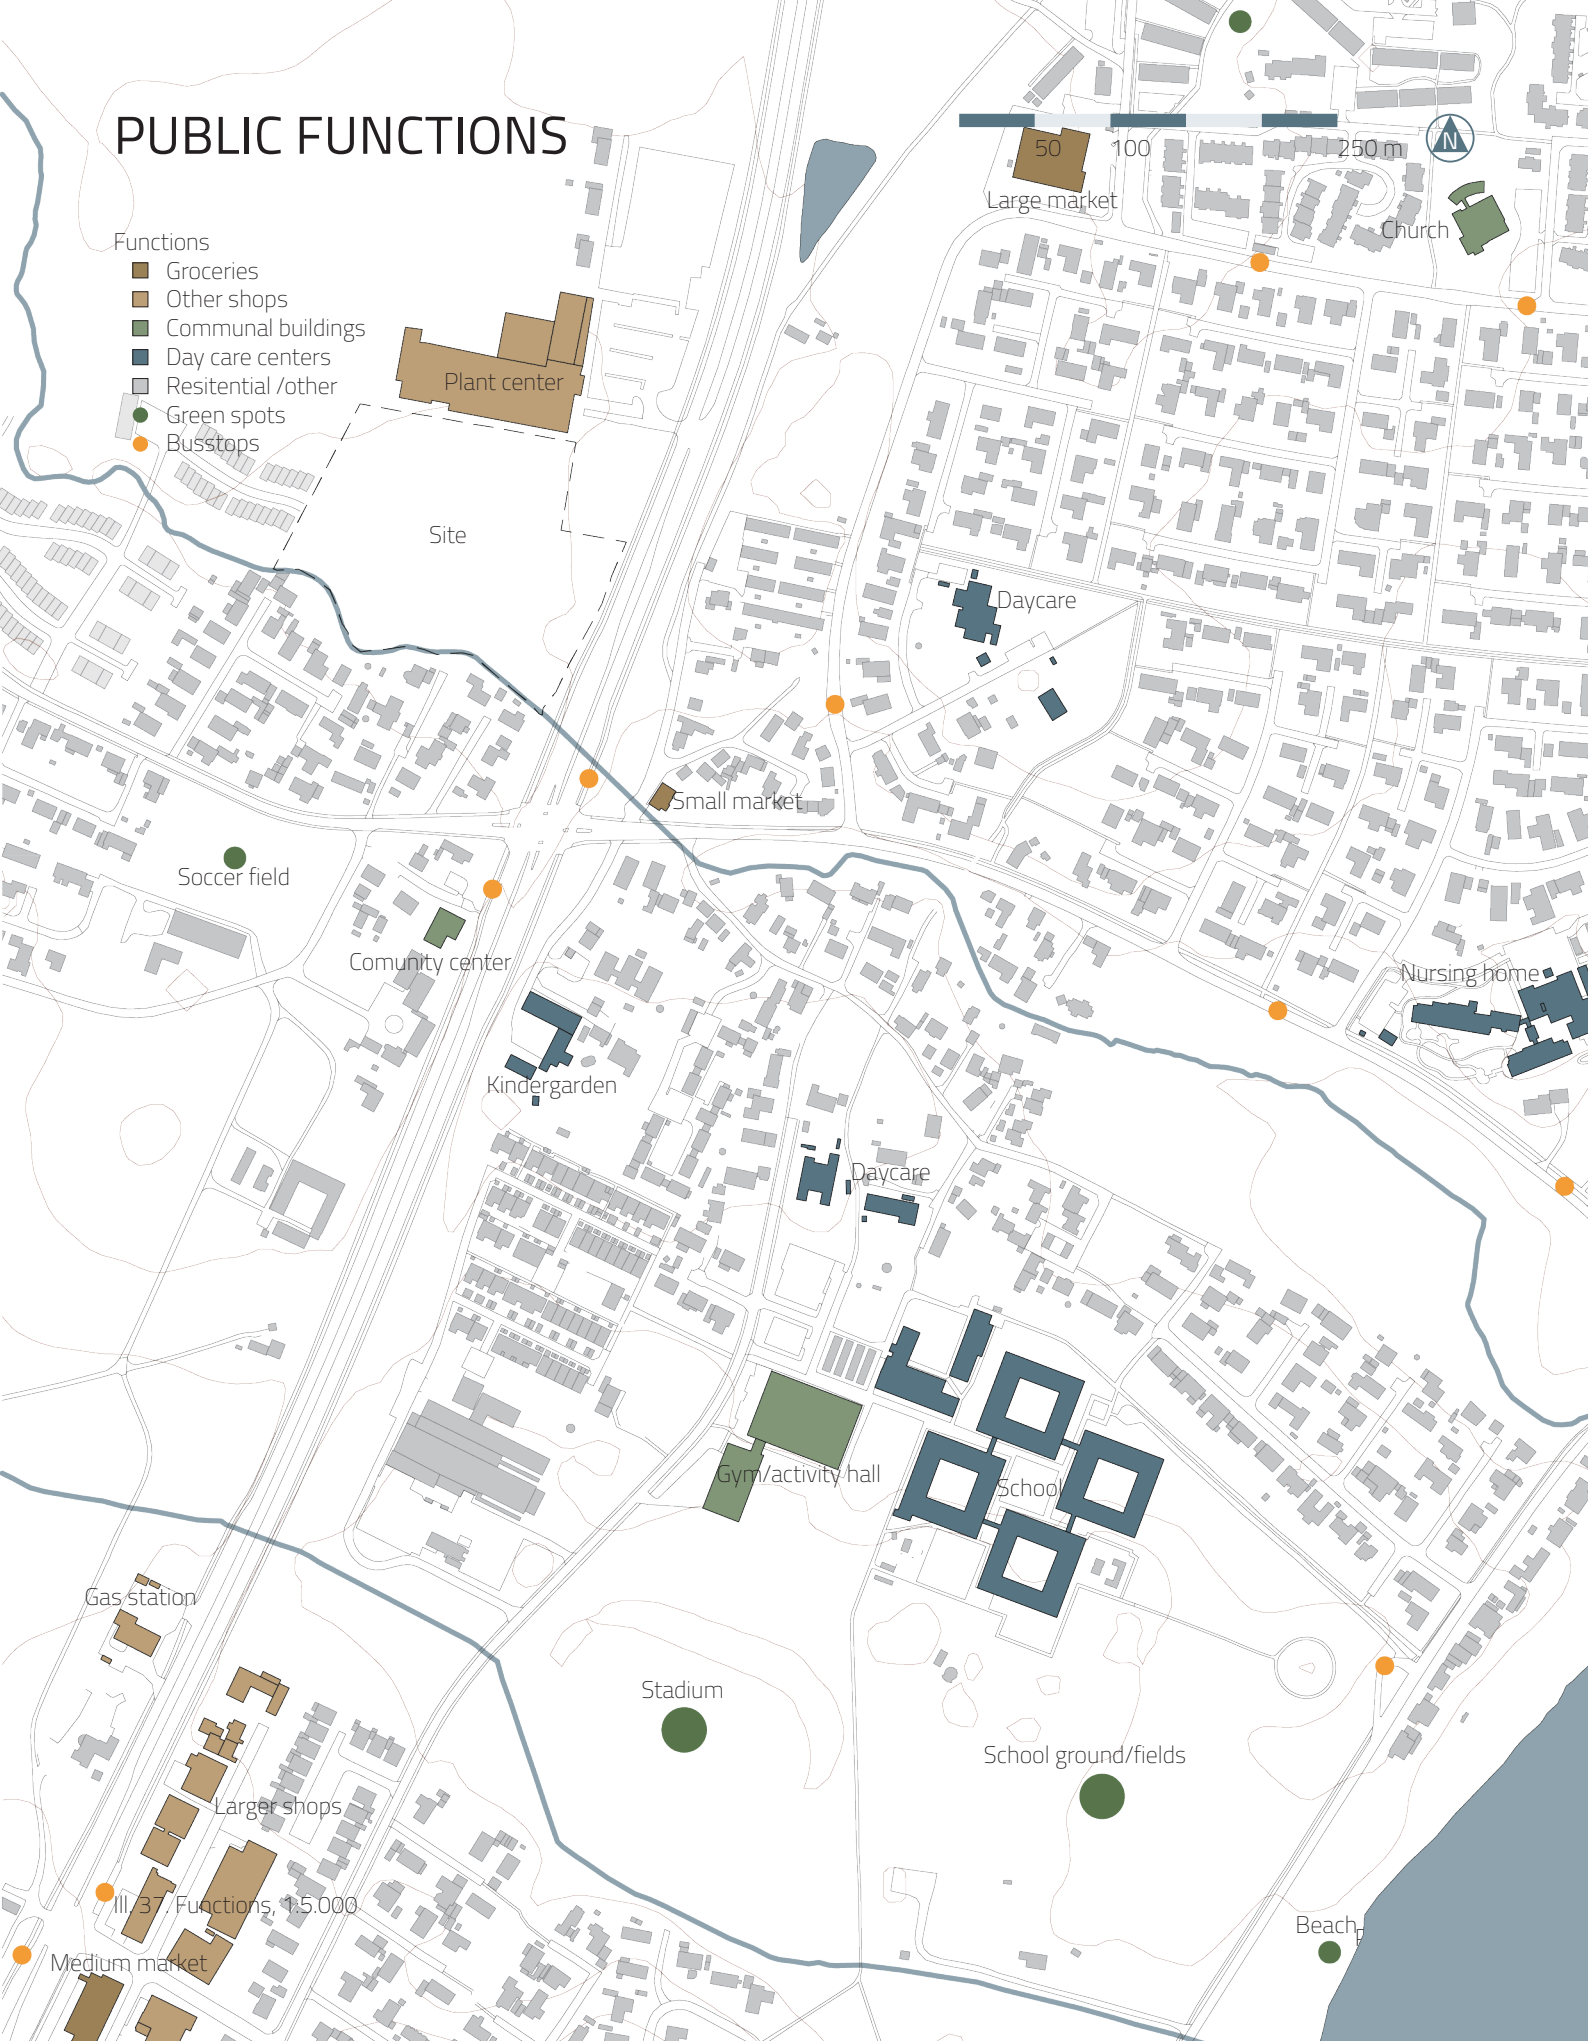 PUBLIC FUNCTIONS
50 100 250 m
N
Large market
Church
Functions
Groceries
Other shops
Communal buildings
Day care centers
Resitential /other
Green spots
Busstops
Plant center
Site
Daycare
Small market
Soccer field
Comunity center
Nursing home
Kindergarden
Daycare
Gym/activity hall
School
Gas station
Stadium
School ground/fields
Larger shops
Ill. 37. Functions, 1:5.000
Beach
Medium market